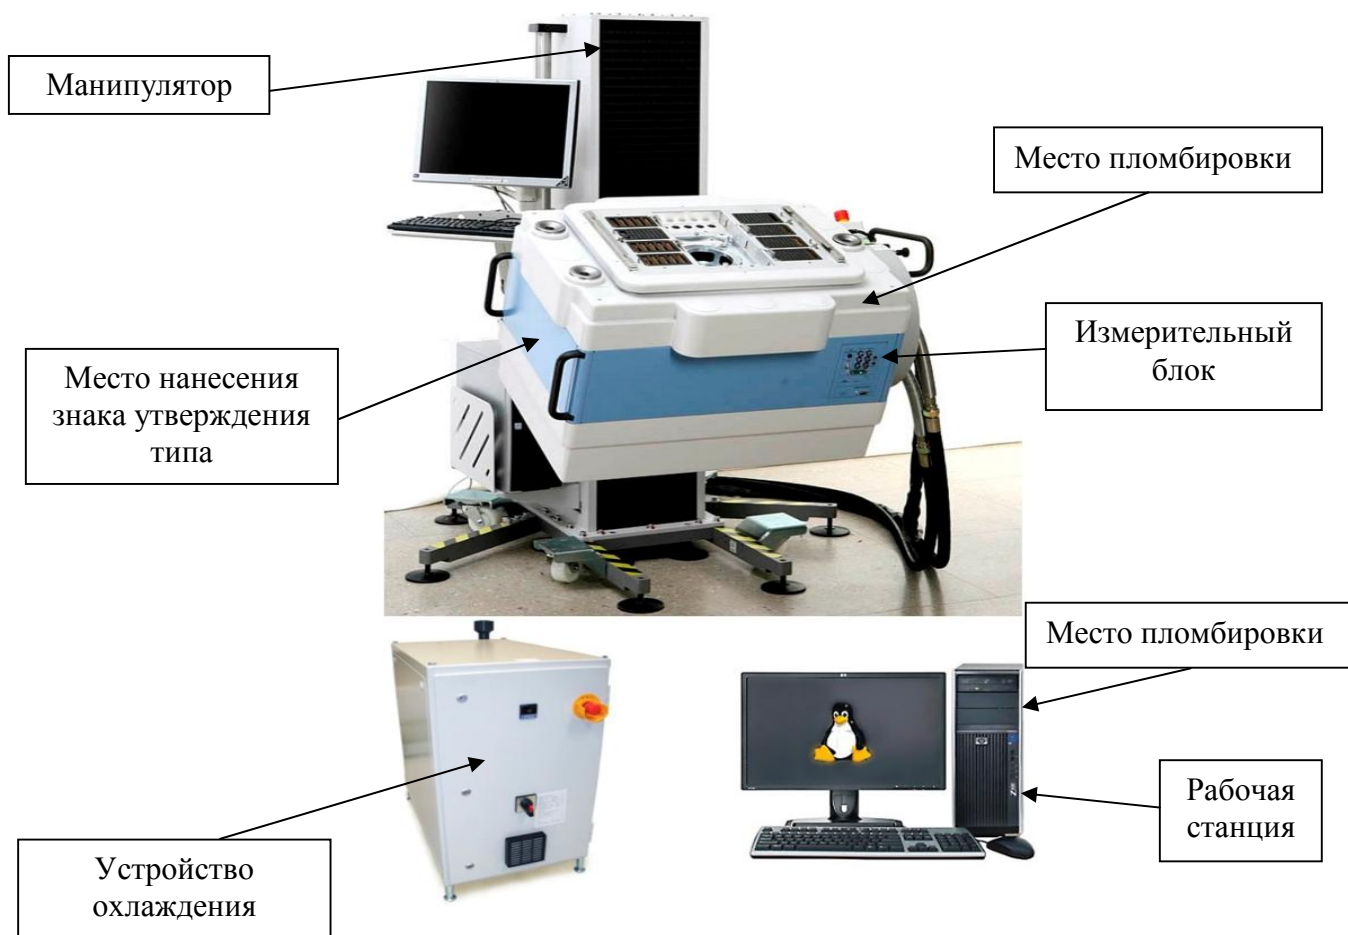 Манипулятор
Место пломбировки
Измерительный
блок
Место нанесения
знака утверждения
типа
Место пломбировки
Рабочая
станция
Устройство
охлаждения